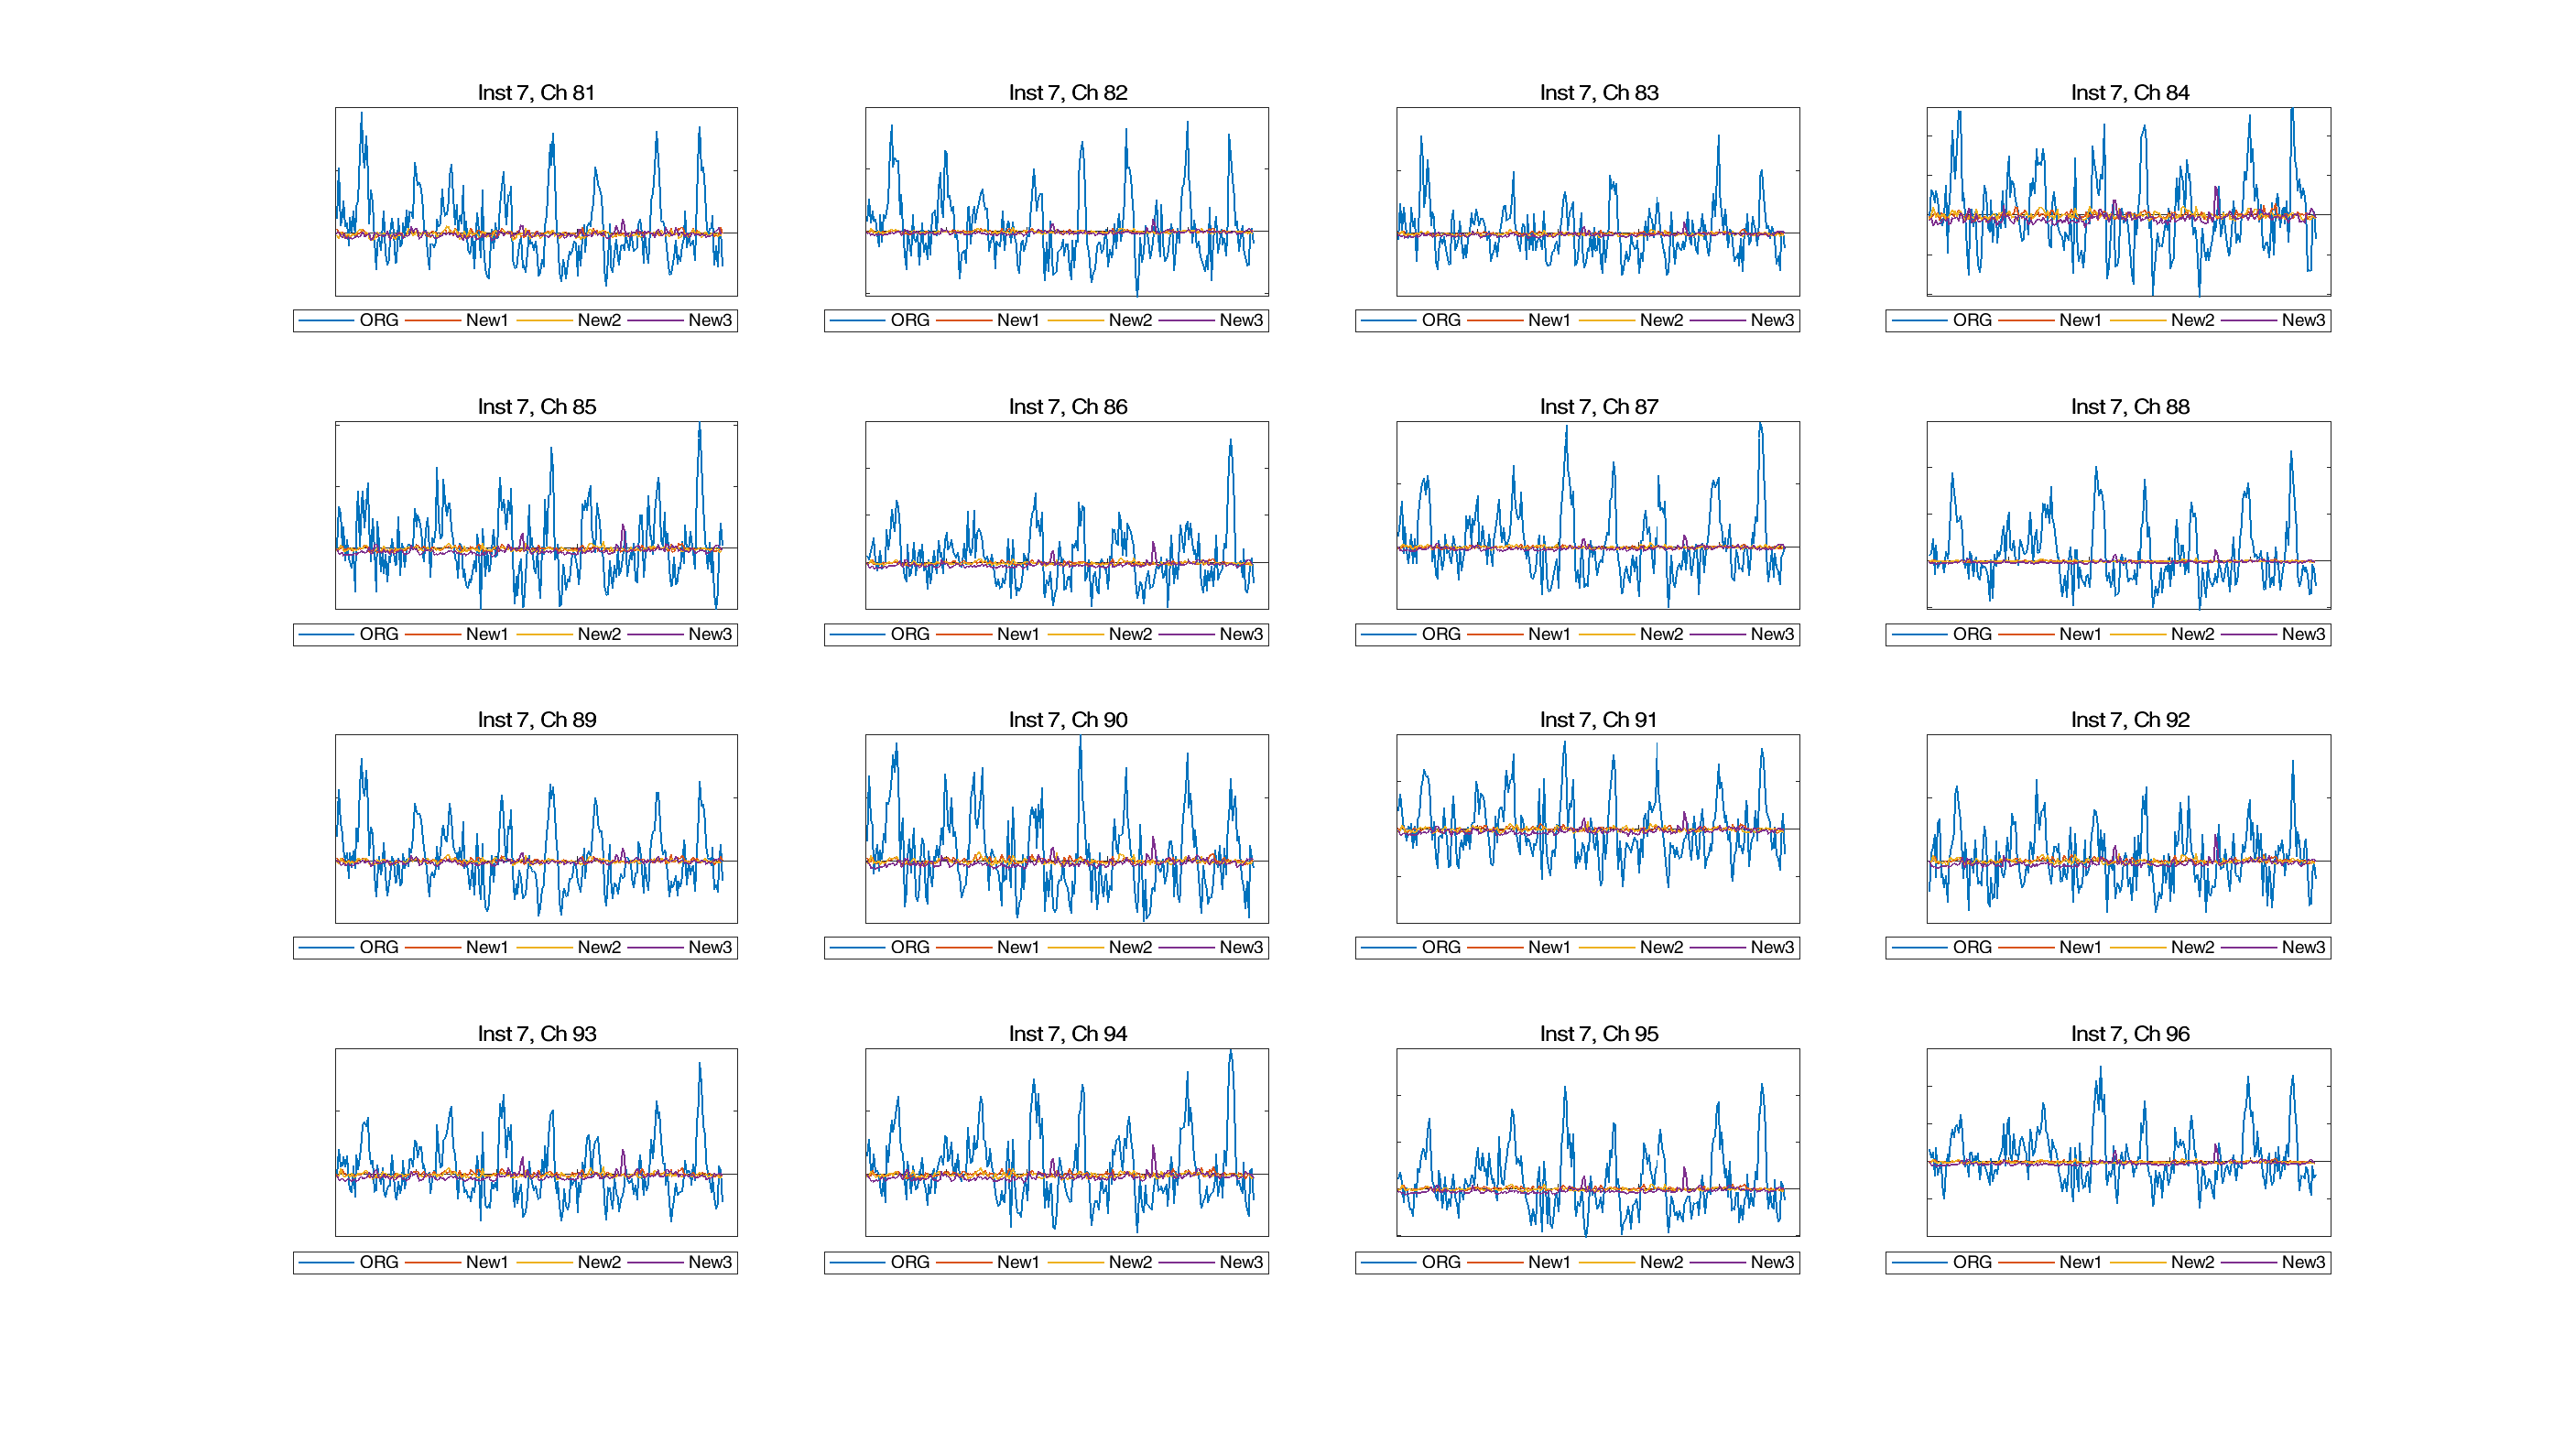 Inst 7, Ch 81
Inst 7, Ch 82
Inst 7, Ch 83
Inst 7, Ch 84
ORG New1 New2 New3
ORG New1 New2 New3
ORG New1 New2 New3
ORG New1 New2 New3
Inst 7, Ch 85
Inst 7, Ch 86
Inst 7, Ch 87
Inst 7, Ch 88
ORG New1 New2 New3
ORG New1 New2 New3
ORG New1 New2 New3
ORG New1 New2 New3
Inst 7, Ch 89
Inst 7, Ch 90
Inst 7, Ch 91
Inst 7, Ch 92
ORG New1 New2 New3
ORG New1 New2 New3
ORG New1 New2 New3
ORG New1 New2 New3
Inst 7, Ch 93
Inst 7, Ch 94
Inst 7, Ch 95
Inst 7, Ch 96
ORG New1 New2 New3
ORG New1 New2 New3
ORG New1 New2 New3
ORG New1 New2 New3